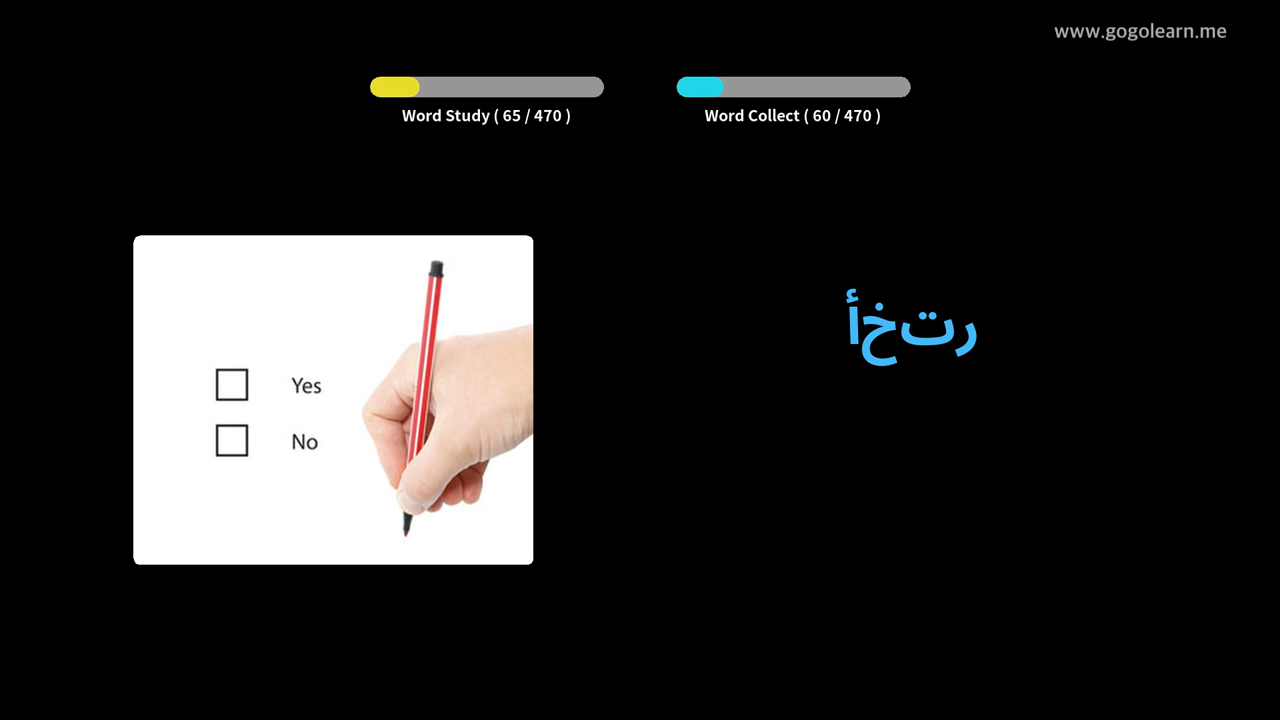 www.gogolearn.me
Word Study ( 65 / 470 )
Word Collect ( 60 / 470 )
رتخأ
Yes
No